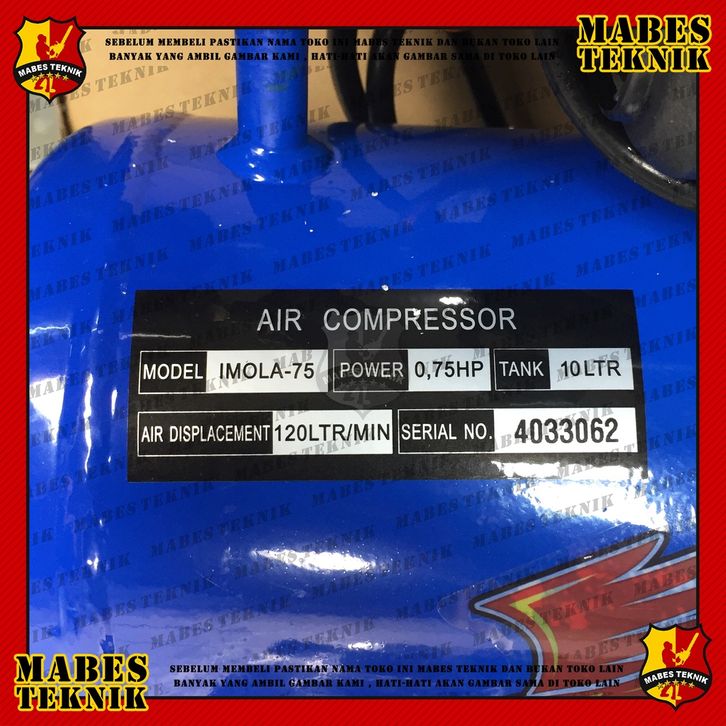 SEBELUM MEMBELI PASTIKAN NAMA TOKO INI MABES TEKNIK DAN BUKAN TOKO LAIN
BANYAK YANG AMBIL GAMBAR KAMI , HATI-HATI AKAN GAMBAR SAMA DI TOKO LAIN
MABES TEKNIK
MABES
TEKNIK
AIR COMPRESSOR
MODEL IMOLA-75 POWER 0,75HP TANK 10LTR
AIR DISPLACEMENT 120LTR/MIN SERIAL NO. 4033062
MABES
TEKNIK
SEBELUM MEMBELI PASTIKAN NAMA TOKO INI MABES TEKNIK DAN BUKAN TOKO LAIN
BANYAK YANG AMBIL GAMBAR KAMI , HATI-HATI AKAN GAMBAR SAMA DI TOKO LAIN
MABES TEKNIK